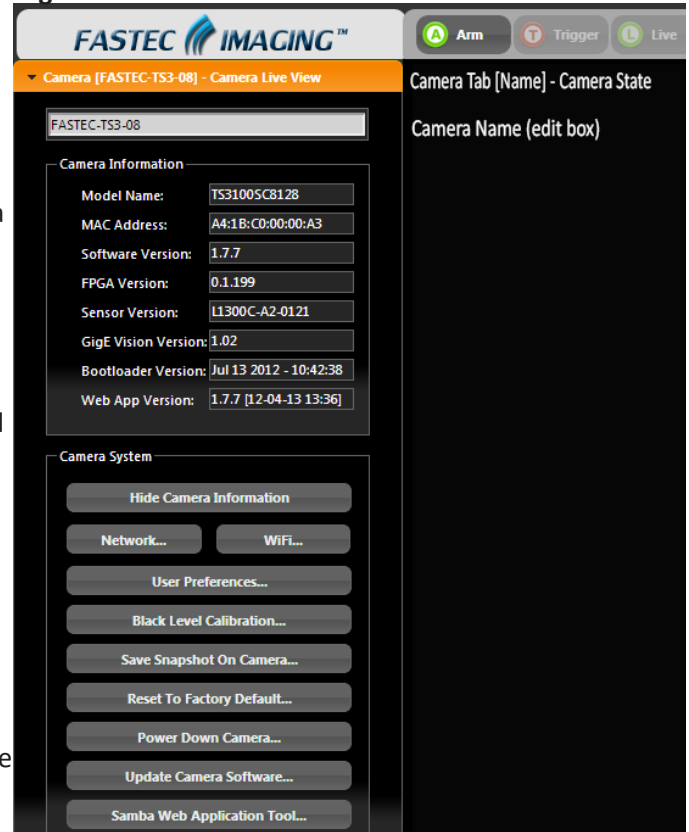 FASTEC IMAGING™
A Arm T Trigger L Live
Camera [FASTEC-TS3-08] - Camera Live View
Camera Tab [Name] - Camera State
FASTEC-TS3-08
Camera Name (edit box)
Camera Information
Model Name: TS3100SC8128
MAC Address: A4:1B:C0:00:00:A3
Software Version: 1.7.7
FPGA Version: 0.1.199
Sensor Version: L1300C-A2-0121
GigE Vision Version: 1.02
Bootloader Version: Jul 13 2012 - 10:42:38
Web App Version: 1.7.7 [12-04-13 13:36]
Camera System
Hide Camera Information
Network... WiFi...
User Preferences...
Black Level Calibration...
Save Snapshot On Camera...
Reset To Factory Default...
Power Down Camera...
Update Camera Software...
Samba Web Application Tool...